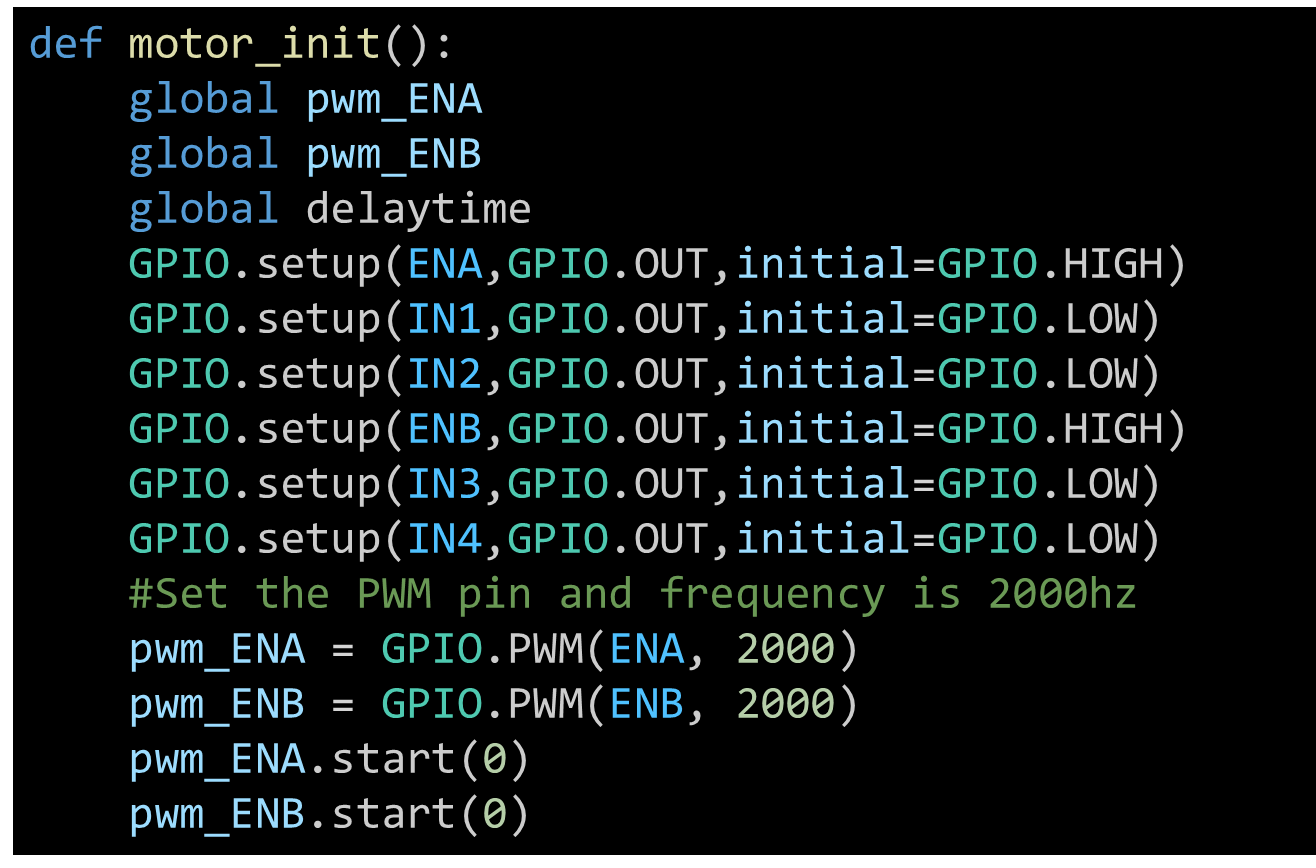 def motor_init():
    global pwm_ENA
    global pwm_ENB
    global delaytime
    GPIO.setup(ENA,GPIO.OUT,initial=GPIO.HIGH)
    GPIO.setup(IN1,GPIO.OUT,initial=GPIO.LOW)
    GPIO.setup(IN2,GPIO.OUT,initial=GPIO.LOW)
    GPIO.setup(ENB,GPIO.OUT,initial=GPIO.HIGH)
    GPIO.setup(IN3,GPIO.OUT,initial=GPIO.LOW)
    GPIO.setup(IN4,GPIO.OUT,initial=GPIO.LOW)
    #Set the PWM pin and frequency is 2000hz
    pwm_ENA = GPIO.PWM(ENA, 2000)
    pwm_ENB = GPIO.PWM(ENB, 2000)
    pwm_ENA.start(0)
    pwm_ENB.start(0)